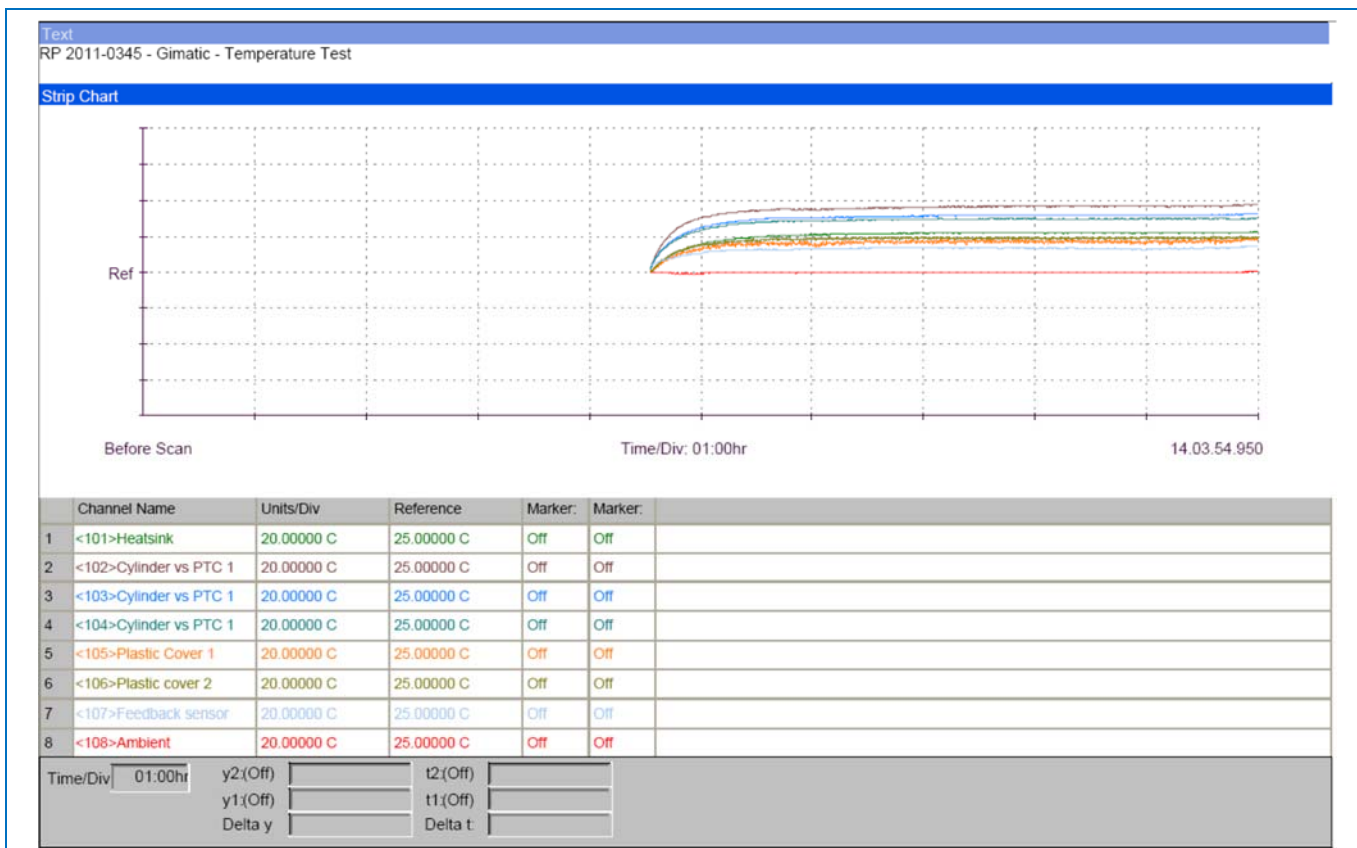 Text
RP 2011-0345 - Gimatic - Temperature Test
Strip Chart
Ref
Before Scan Time/Div: 01:00hr 14.03.54.950
Channel Name Units/Div Reference Marker: Marker:
1 <101>Heatsink 20.00000 C 25.00000 C Off Off
2 <102>Cylinder vs PTC 1 20.00000 C 25.00000 C Off Off
3 <103>Cylinder vs PTC 1 20.00000 C 25.00000 C Off Off
4 <104>Cylinder vs PTC 1 20.00000 C 25.00000 C Off Off
5 <105>Plastic Cover 1 20.00000 C 25.00000 C Off Off
6 <106>Plastic cover 2 20.00000 C 25.00000 C Off Off
7 <107>Feedback sensor 20.00000 C 25.00000 C Off Off
8 <108>Ambient 20.00000 C 25.00000 C Off Off
Time/Div 01:00hr y2:(Off) t2:(Off)
y1:(Off) t1:(Off)
Delta y Delta t: